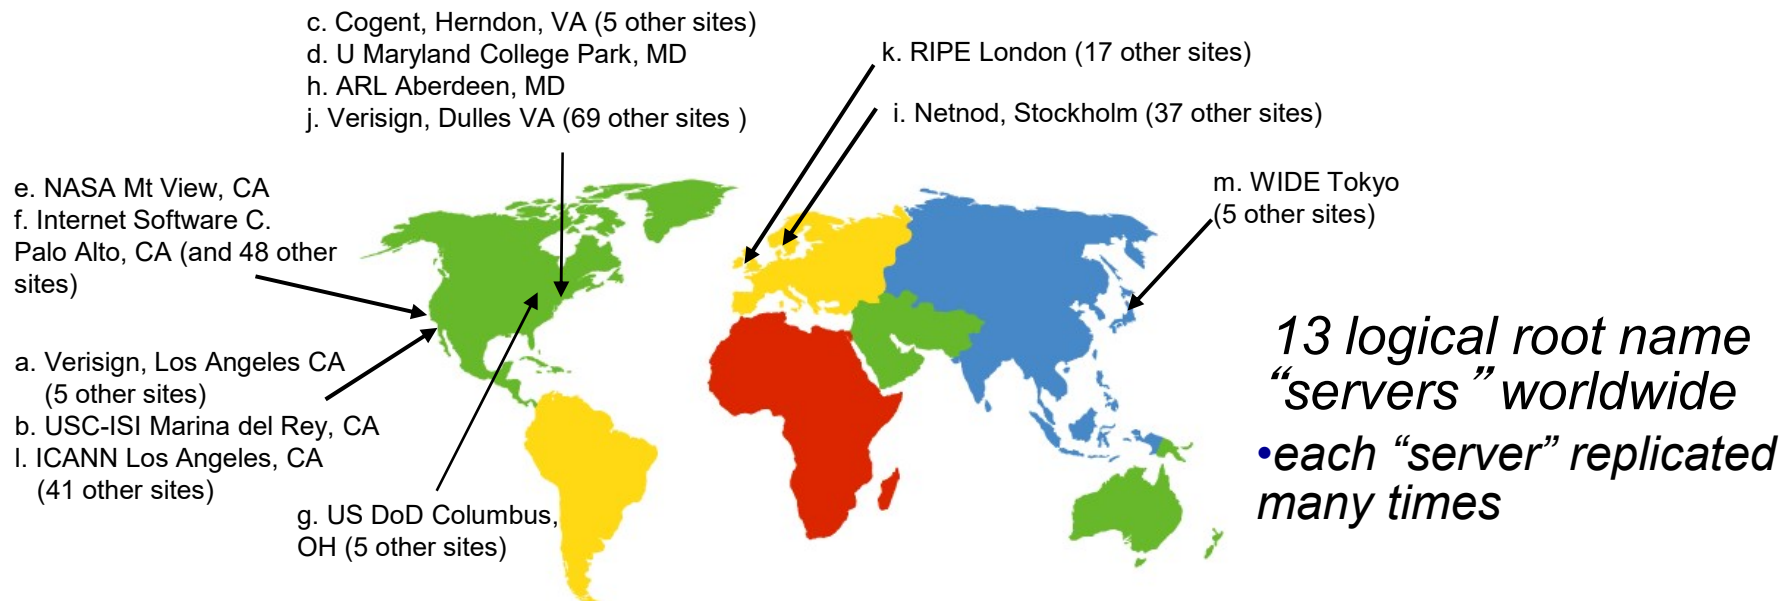 c. Cogent, Herndon, VA (5 other sites)
d. U Maryland College Park, MD
h. ARL Aberdeen, MD
j. Verisign, Dulles VA (69 other sites )
k. RIPE London (17 other sites)
i. Netnod, Stockholm (37 other sites)
m. WIDE Tokyo
(5 other sites)
e. NASA Mt View, CA
f. Internet Software C.
Palo Alto, CA (and 48 other
sites)
a. Verisign, Los Angeles CA
(5 other sites)
b. USC-ISI Marina del Rey, CA
l. ICANN Los Angeles, CA
(41 other sites)
g. US DoD Columbus,
OH (5 other sites)
13 logical root name
“servers” worldwide
•each “server” replicated
many times